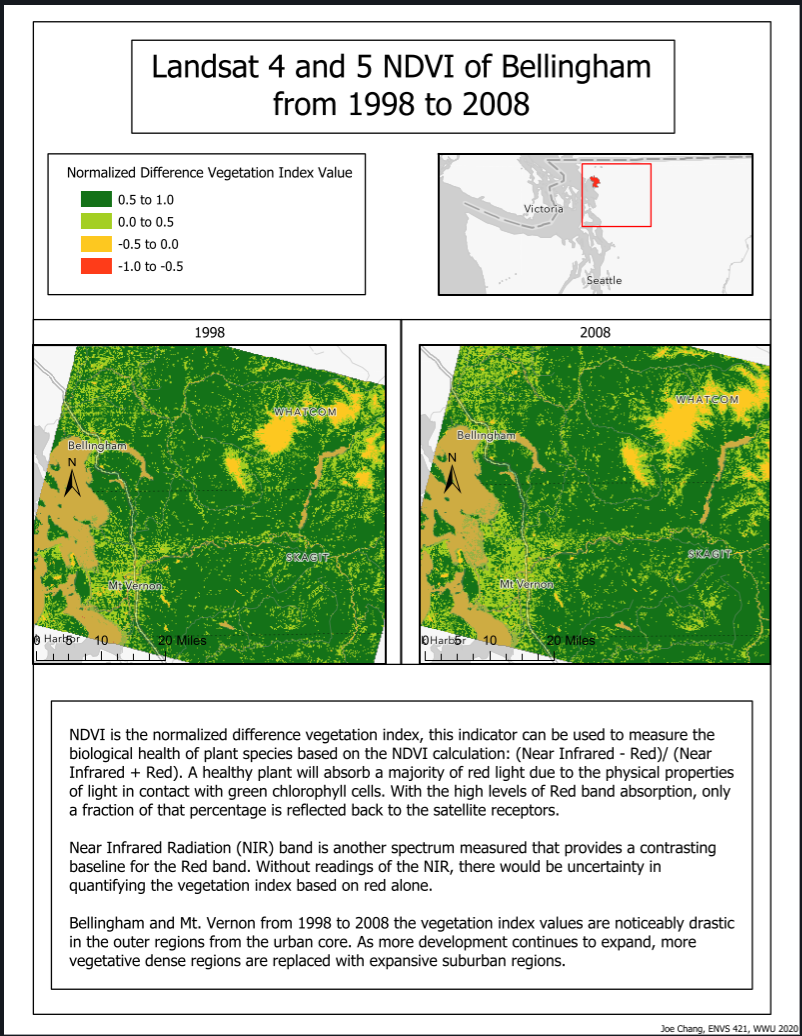 Landsat 4 and 5 NDVI of Bellingham
from 1998 to 2008
Normalized Difference Vegetation Index Value
0.5 to 1.0
0.0 to 0.5
-0.5 to 0.0
-1.0 to -0.5
Victoria
Seattle
1998
WHATCOM
Bellingham
N
SKAGIT
Mt Vernon
Harbor
0 5 10 20 Miles
2008
WHATCOM
Bellingham
N
SKAGIT
Mt Vernon
Harbor
0 5 10 20 Miles
NDVI is the normalized difference vegetation index, this indicator can be used to measure the
biological health of plant species based on the NDVI calculation: (Near Infrared - Red)/ (Near
Infrared + Red). A healthy plant will absorb a majority of red light due to the physical properties
of light in contact with green chlorophyll cells. With the high levels of Red band absorption, only
a fraction of that percentage is reflected back to the satellite receptors.
Near Infrared Radiation (NIR) band is another spectrum measured that provides a contrasting
baseline for the Red band. Without readings of the NIR, there would be uncertainty in
quantifying the vegetation index based on red alone.
Bellingham and Mt. Vernon from 1998 to 2008 the vegetation index values are noticeably drastic
in the outer regions from the urban core. As more development continues to expand, more
vegetative dense regions are replaced with expansive suburban regions.
Joe Chang, ENVS 421, WWU 2020